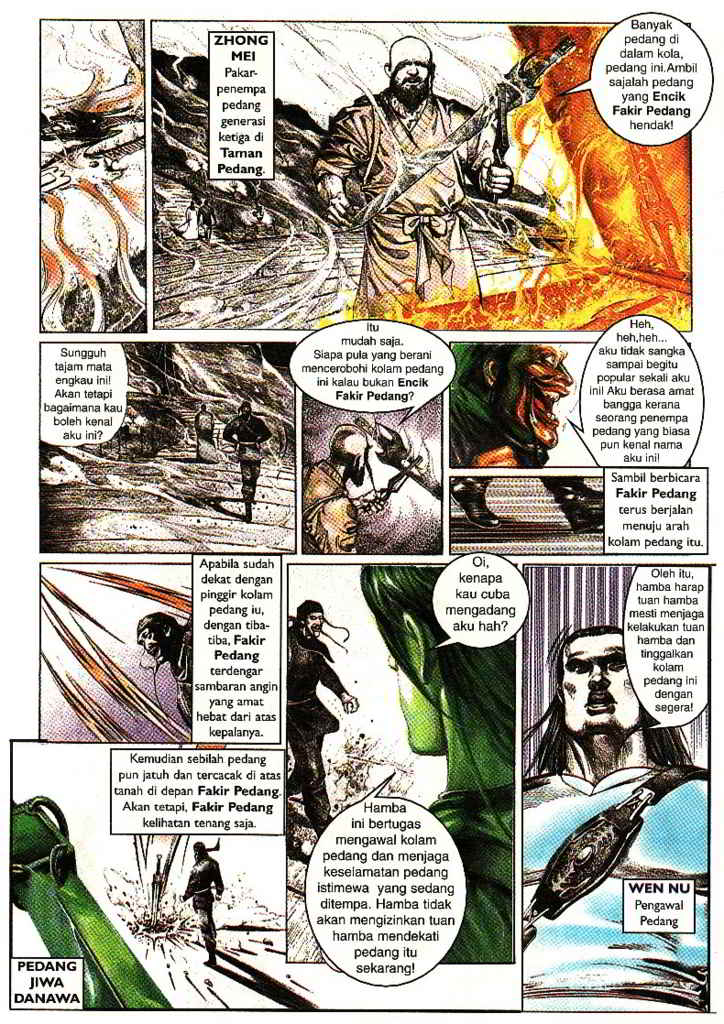 ZHONG
MEI
Pakar-
penempa
pedang
generasi
ketiga di
Taman
Pedang.
Banyak
pedang di
dalam kola,
pedang ini.Ambil
sajalah pedang
yang Encik
Fakir Pedang
hendak!
Sungguh
tajam mata
engkau ini!
Akan tetapi
bagaimana kau
boleh kenal
aku ini?
Itu
mudah saja.
Siapa pula yang berani
mencerobohi kolam pedang
ini kalau bukan Encik
Fakir Pedang?
Heh,
heh,heh...
aku tidak sangka
sampai begitu
popular sekali aku
ini! Aku berasa amat
bangga kerana
seorang penempa
pedang yang biasa
pun kenal nama
aku ini!
Sambil berbicara
Fakir Pedang
terus berjalan
menuju arah
kolam pedang itu.
Apabila sudah
dekat dengan
pinggir kolam
pedang iu,
dengan tiba-
tiba, Fakir
Pedang
terdengar
sambaran angin
yang amat
hebat dari atas
kepalanya.
Oi,
kenapa
kau cuba
mengadang
aku hah?
Oleh itu,
hamba harap
tuan hamba
mesti menjaga
kelakukan tuan
hamba dan
tinggalkan
kolam
pedang ini
dengan
segera!
Kemudian sebilah pedang
pun jatuh dan tercacak di atas
tanah di depan Fakir Pedang.
Akan tetapi, Fakir Pedang
kelihatan tenang saja.
Hamba
ini bertugas
mengawal kolam
pedang dan menjaga
keselamatan pedang
istimewa yang sedang
ditempa. Hamba tidak
akan mengizinkan tuan
hamba mendekati
pedang itu
sekarang!
WEN NU
Pengawal
Pedang
PEDANG
JIWA
DANAWA